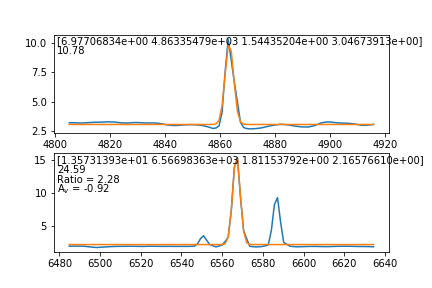 [6.97706834e+00 4.86335479e+03 1.54435204e+00 3.04673913e+00]
10.78
10.0
7.5
5.0
2.5
4800 4820 4840 4860 4880 4900 4920
[1.35731393e+01 6.56698363e+03 1.81153792e+00 2.16576610e+00]
24.59
Ratio = 2.28
Aᵥ = -0.92
15
10
5
6480 6500 6520 6540 6560 6580 6600 6620 6640